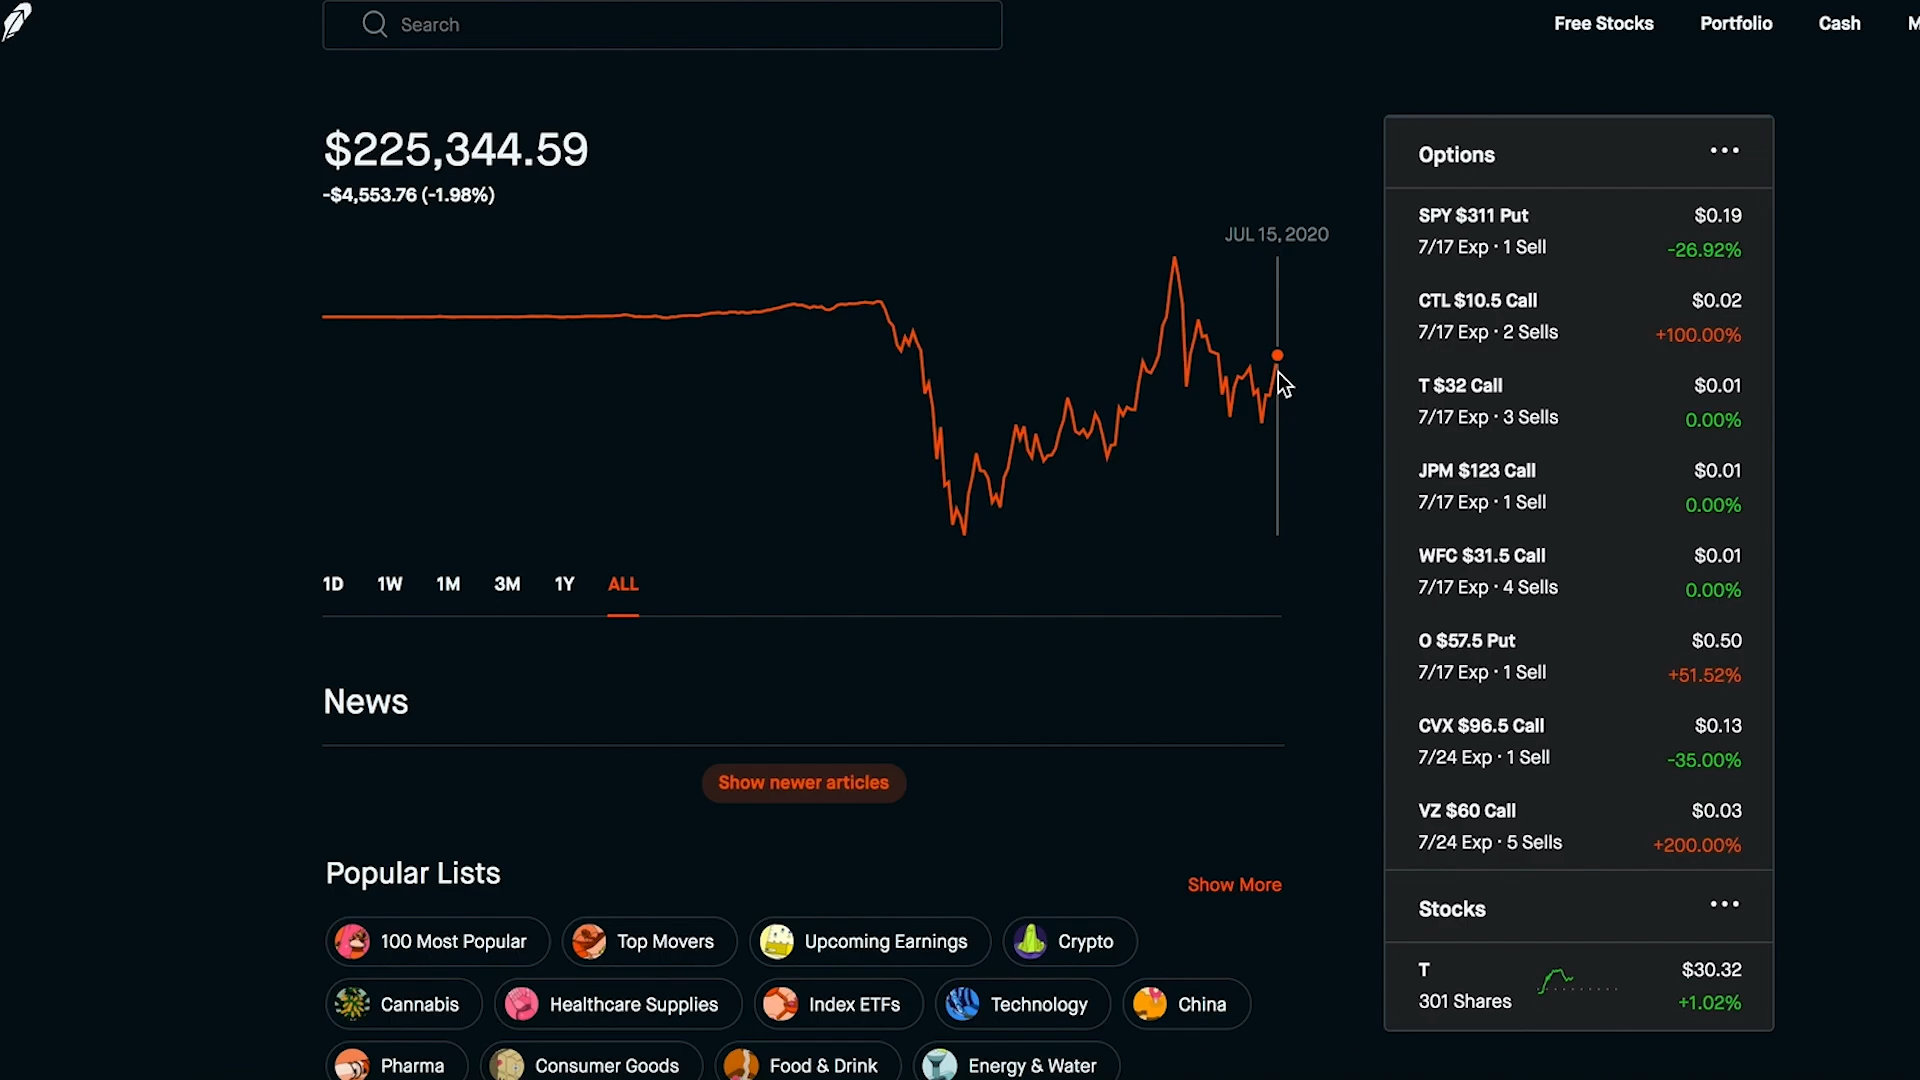 Search
Free Stocks
Portfolio
Cash
$225,344.59
-$4,553.76 (-1.98%)
JUL 15, 2020
1D 1W 1M 3M 1Y ALL
News
Show newer articles
Popular Lists
Show More
100 Most Popular
Top Movers
Upcoming Earnings
Crypto
Cannabis
Healthcare Supplies
Index ETFs
Technology
China
Pharma
Consumer Goods
Food & Drink
Energy & Water
Options
SPY $311 Put $0.19
7/17 Exp · 1 Sell -26.92%
CTL $10.5 Call $0.02
7/17 Exp · 2 Sells +100.00%
T $32 Call $0.01
7/17 Exp · 3 Sells 0.00%
JPM $123 Call $0.01
7/17 Exp · 1 Sell 0.00%
WFC $31.5 Call $0.01
7/17 Exp · 4 Sells 0.00%
O $57.5 Put $0.50
7/17 Exp · 1 Sell +51.52%
CVX $96.5 Call $0.13
7/24 Exp · 1 Sell -35.00%
VZ $60 Call $0.03
7/24 Exp · 5 Sells +200.00%
Stocks
T $30.32
301 Shares +1.02%